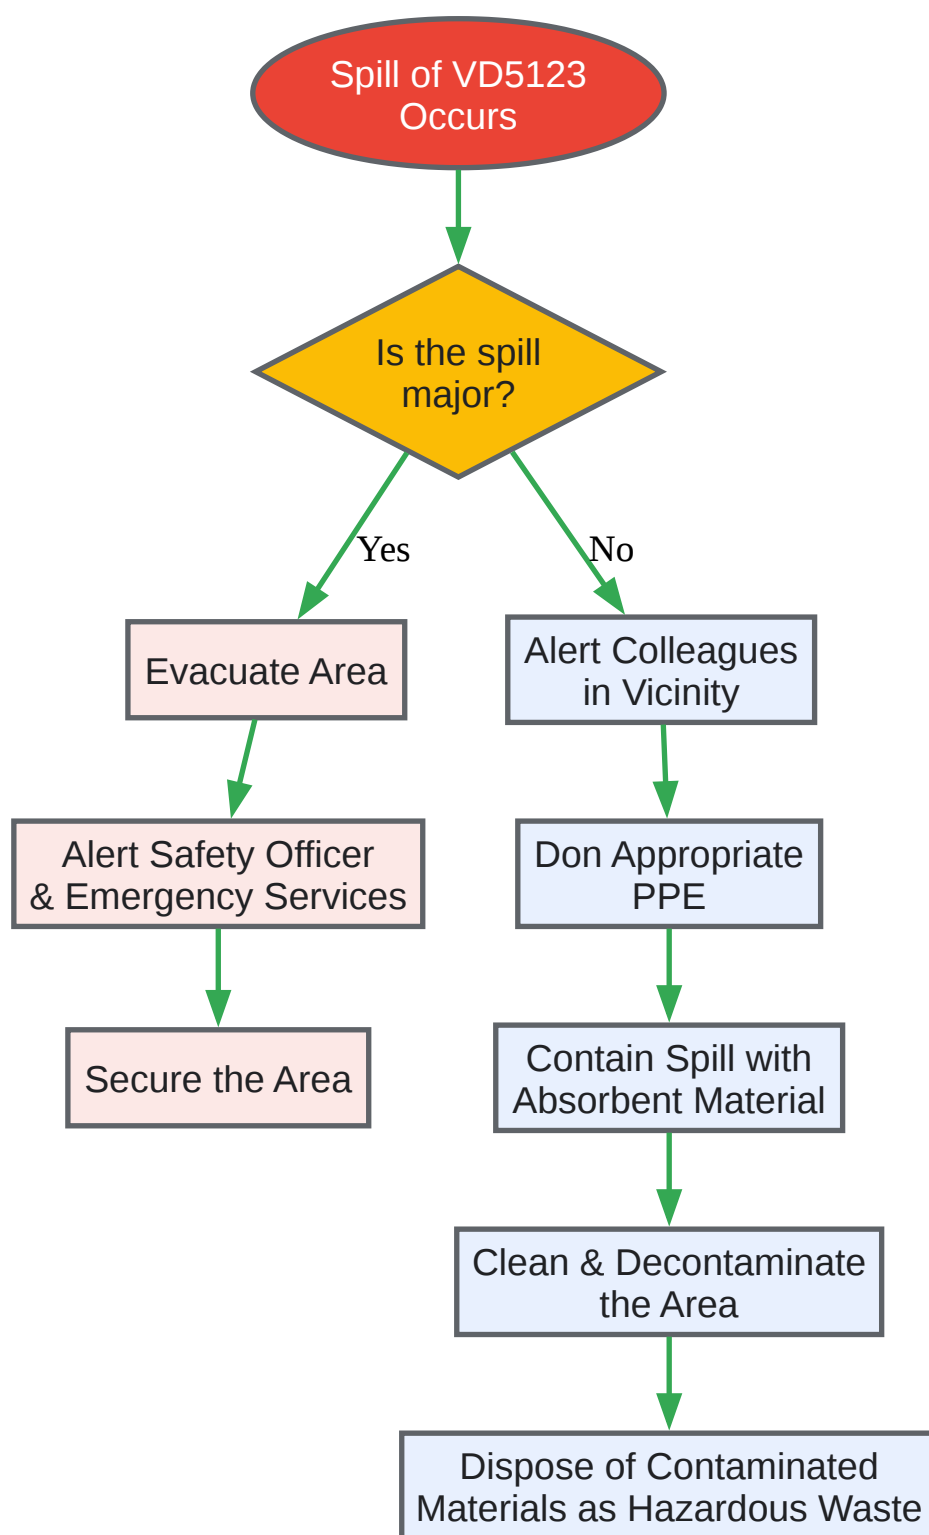 Spill of VD5123
Occurs
Is the spill
major?
Yes
No
Evacuate Area
Alert Colleagues
in Vicinity
Alert Safety Officer
& Emergency Services
Don Appropriate
PPE
Secure the Area
Contain Spill with
Absorbent Material
Clean & Decontaminate
the Area
Dispose of Contaminated
Materials as Hazardous Waste